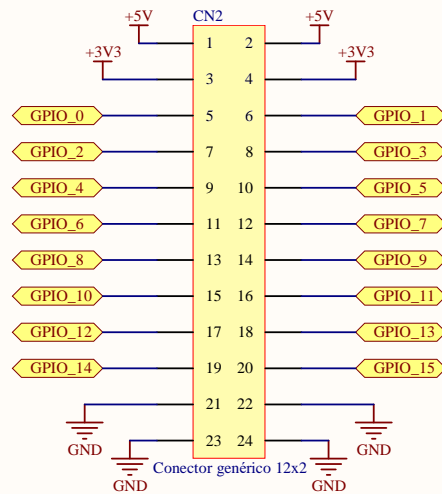 CN2
+5V 1 2 +5V
+3V3 3 4 +3V3
GPIO_0 5 6 GPIO_1
GPIO_2 7 8 GPIO_3
GPIO_4 9 10 GPIO_5
GPIO_6 11 12 GPIO_7
GPIO_8 13 14 GPIO_9
GPIO_10 15 16 GPIO_11
GPIO_12 17 18 GPIO_13
GPIO_14 19 20 GPIO_15
GND 21 22 GND
GND 23 24 GND
Conector genérico 12x2